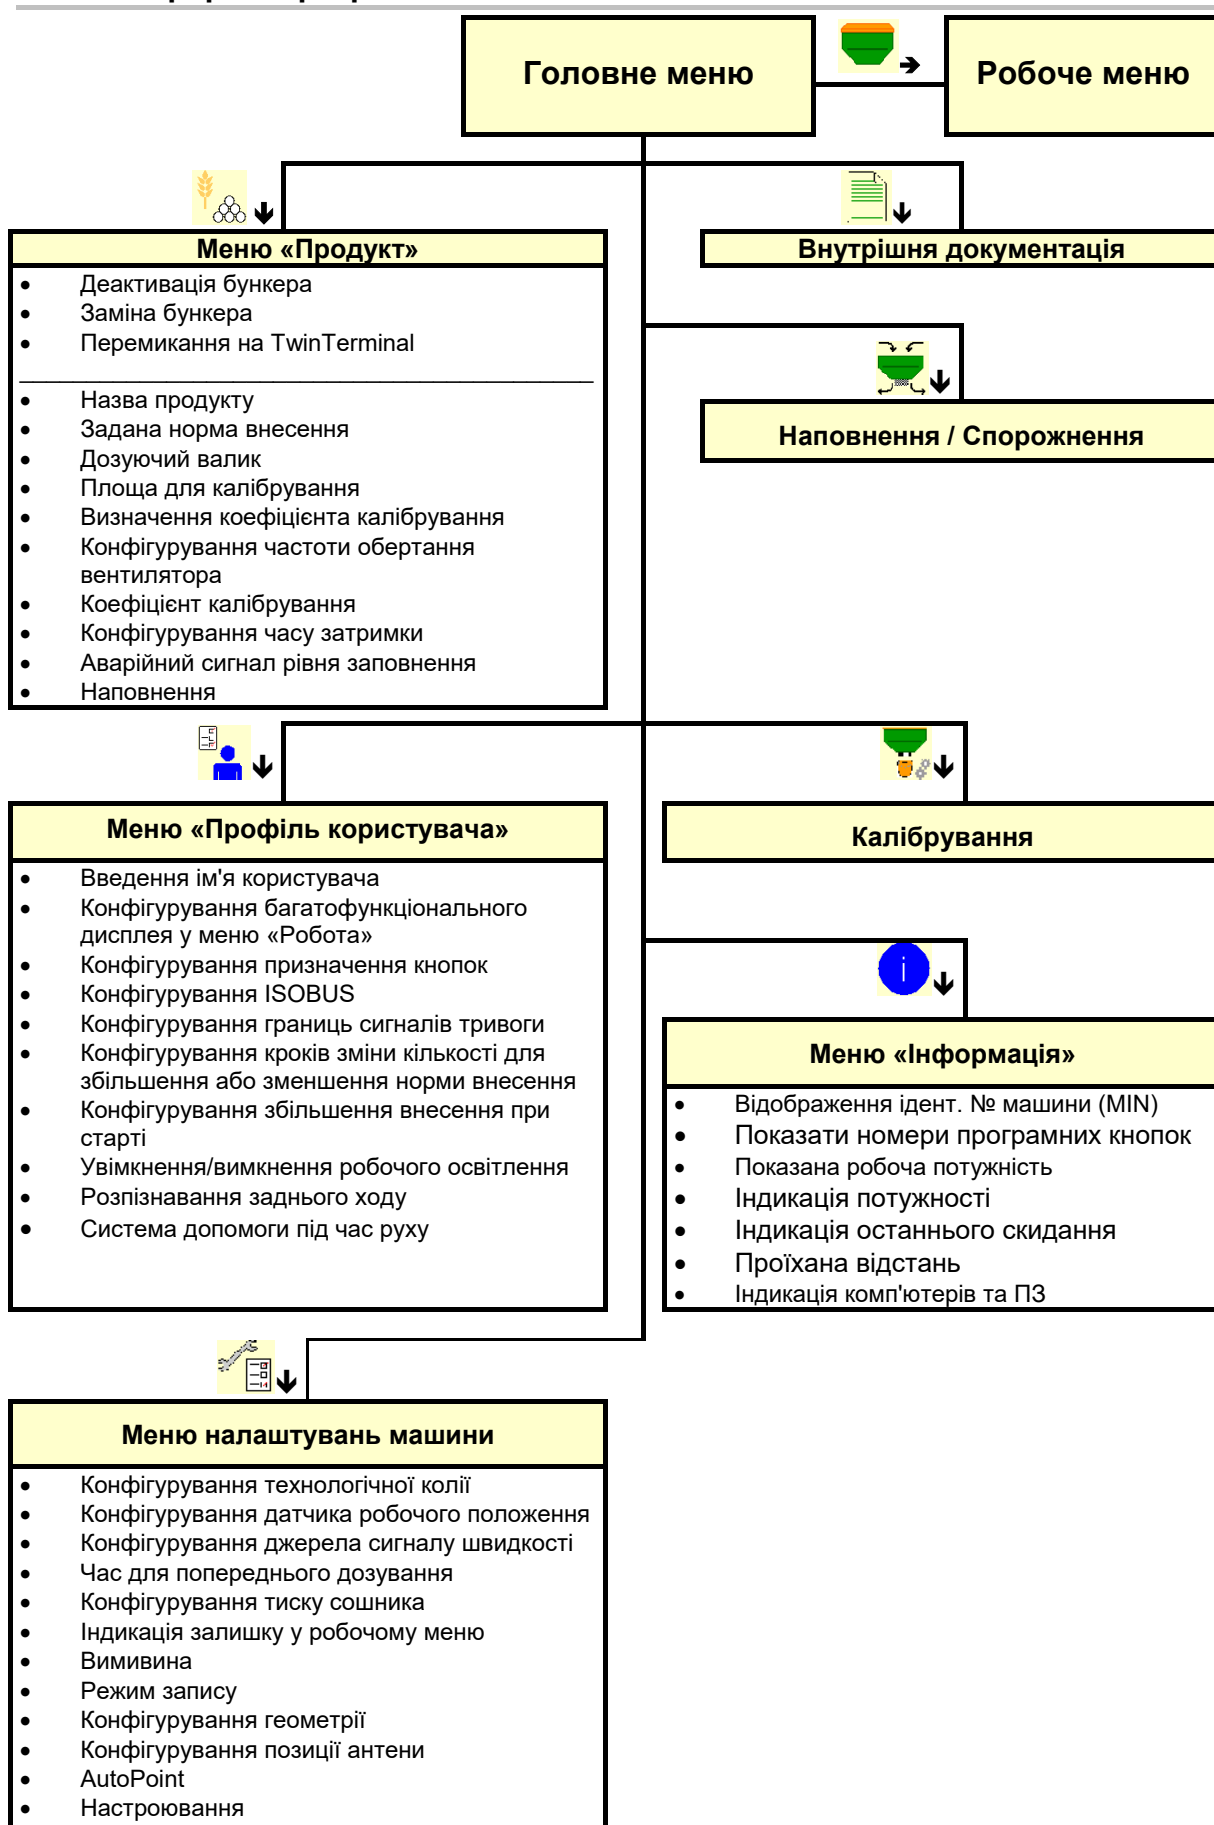 Головне меню
Робоче меню
Меню «Продукт»
• Деактивація бункера
• Заміна бункера
• Перемикання на TwinTerminal
• Назва продукту
• Задана норма внесення
• Дозуючий валик
• Площа для калібрування
• Визначення коефіцієнта калібрування
• Конфігурування частоти обертання
вентилятора
• Коефіцієнт калібрування
• Конфігурування часу затримки
• Аварійний сигнал рівня заповнення
• Наповнення
Внутрішня документація
Наповнення / Спорожнення
Меню «Профіль користувача»
• Введення ім'я користувача
• Конфігурування багатофункціонального
дисплея у меню «Робота»
• Конфігурування призначення кнопок
• Конфігурування ISOBUS
• Конфігурування границь сигналів тривоги
• Конфігурування кроків зміни кількості для
збільшення або зменшення норми внесення
• Конфігурування збільшення внесення при
старті
• Увімкнення/вимкнення робочого освітлення
• Розпізнавання заднього ходу
• Система допомоги під час руху
Калібрування
Меню «Інформація»
• Відображення ідент. № машини (MIN)
• Показати номери програмних кнопок
• Показана робоча потужність
• Індикація потужності
• Індикація останнього скидання
• Проїхана відстань
• Індикація комп'ютерів та ПЗ
Меню налаштувань машини
• Конфігурування технологічної колії
• Конфігурування датчика робочого положення
• Конфігурування джерела сигналу швидкості
• Час для попереднього дозування
• Конфігурування тиску сошника
• Індикація залишку у робочому меню
• Вимивина
• Режим запису
• Конфігурування геометрії
• Конфігурування позиції антени
• AutoPoint
• Настроювання